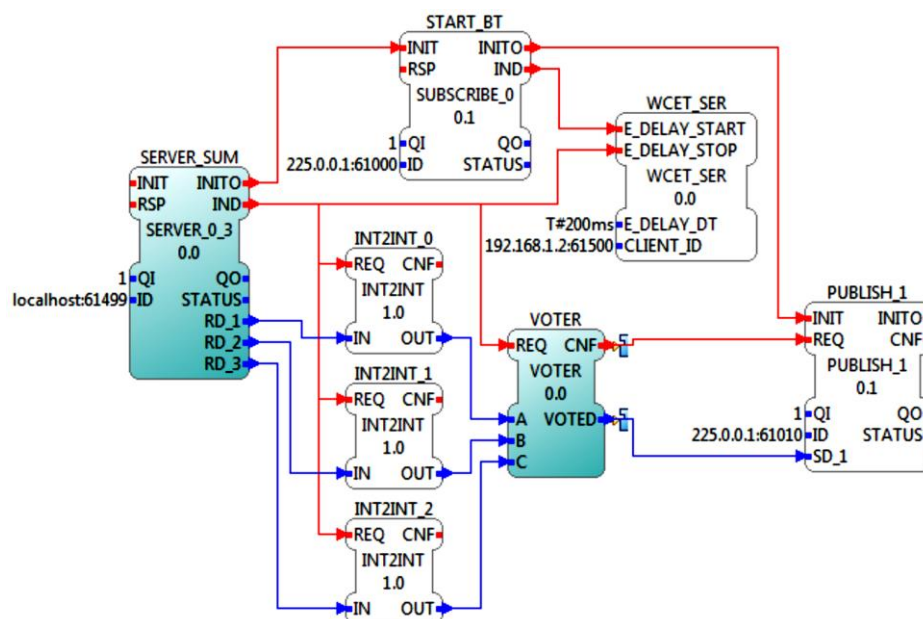 START_BT
INIT INITO
RSP IND
SUBSCRIBE_0
0.1
1 QI QO
225.0.0.1:61000 ID STATUS
WCET_SER
E_DELAY_START
E_DELAY_STOP
WCET_SER
0.0
T#200ms E_DELAY_DT
192.168.1.2:61500 CLIENT_ID
SERVER_SUM
INIT INITO
RSP IND
SERVER_0_3
0.0
1 QI QO
localhost:61499 ID STATUS
RD_1
RD_2
RD_3
INT2INT_0
REQ CNF
INT2INT
1.0
IN OUT
INT2INT_1
REQ CNF
INT2INT
1.0
IN OUT
INT2INT_2
REQ CNF
INT2INT
1.0
IN OUT
VOTER
REQ CNF
VOTER
0.0
A VOTED
B
C
PUBLISH_1
INIT INITO
REQ CNF
PUBLISH_1
0.1
1 QI QO
225.0.0.1:61010 ID STATUS
SD_1